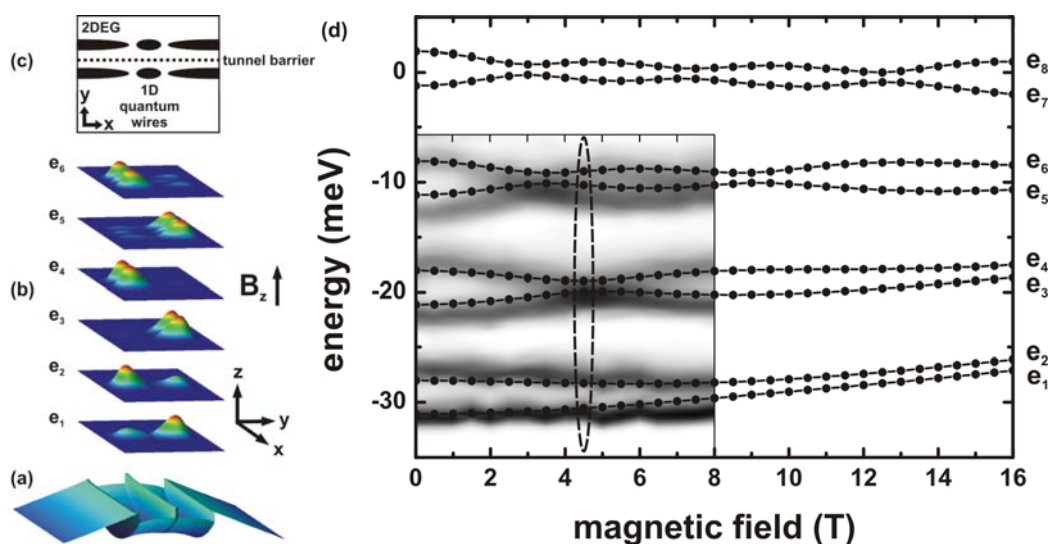 (c)
2DEG
tunnel barrier
1D
quantum
wires
y
x
e6
e5
e4
(b)
Bz
e3
e2
e1
z
y
x
(a)
(d)
energy (meV)
0
-10
-20
-30
e8
e7
e6
e5
e4
e3
e2
e1
0 2 4 6 8 10 12 14 16
magnetic field (T)